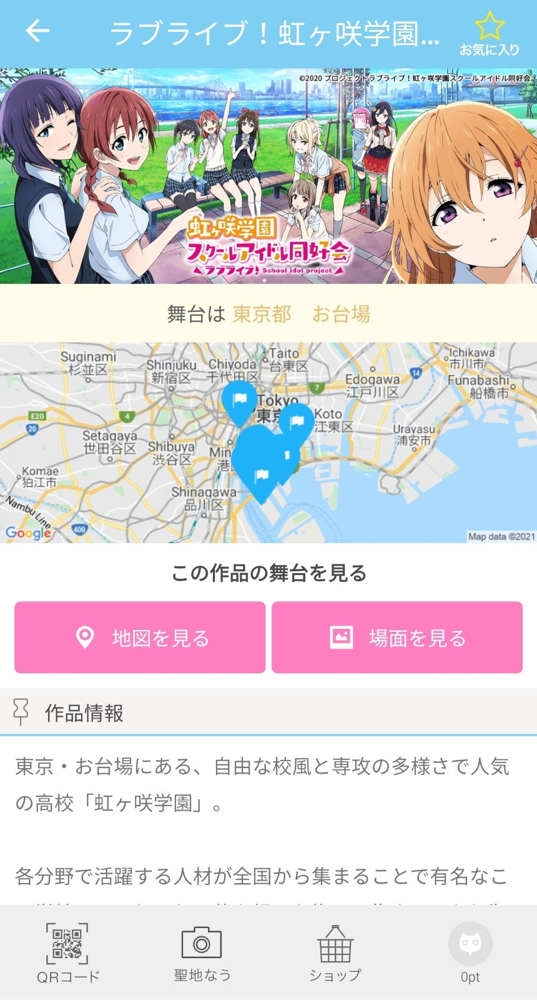 ラブライブ！虹ヶ咲学園...
お気に入り
©2020 プロジェクトラブライブ！虹ヶ咲学園スクールアイドル同好会
虹ヶ咲学園
スクールアイドル同好会
ラブライブ! School idol project
舞台は 東京都　お台場
Suginami
杉並区
Shinjuku
新宿区
Chiyoda
千代田区
Taito
台東区
Ichikawa
市川市
Edogawa
江戸川区
14
Funabashi
船橋市
7
Tokyo
東京
Koto
江東区
E20
20
4
Setagaya
世田谷区
Shibuya
渋谷区
Urayasu
浦安市
Komae
狛江市
Shinagawa
品川区
Nambu Line
409
Google
Map data ©2021
この作品の舞台を見る
地図を見る
場面を見る
作品情報
東京・お台場にある、自由な校風と専攻の多様さで人気
の高校「虹ヶ咲学園」。
各分野で活躍する人材が全国から集まることで有名なこ
QRコード
聖地なう
ショップ
0pt